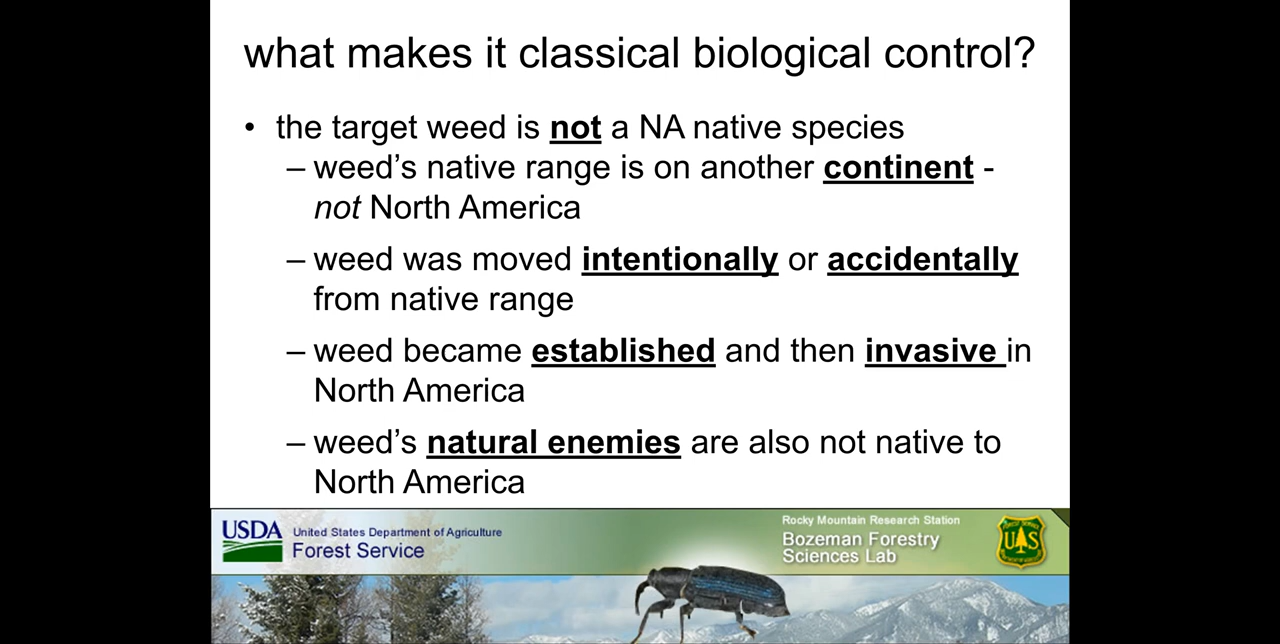 what makes it classical biological control?
• the target weed is not a NA native species
– weed’s native range is on another continent -
not North America
– weed was moved intentionally or accidentally
from native range
– weed became established and then invasive in
North America
– weed’s natural enemies are also not native to
North America
USDA
United States Department of Agriculture
Forest Service
Rocky Mountain Research Station
Bozeman Forestry
Sciences Lab
UAS